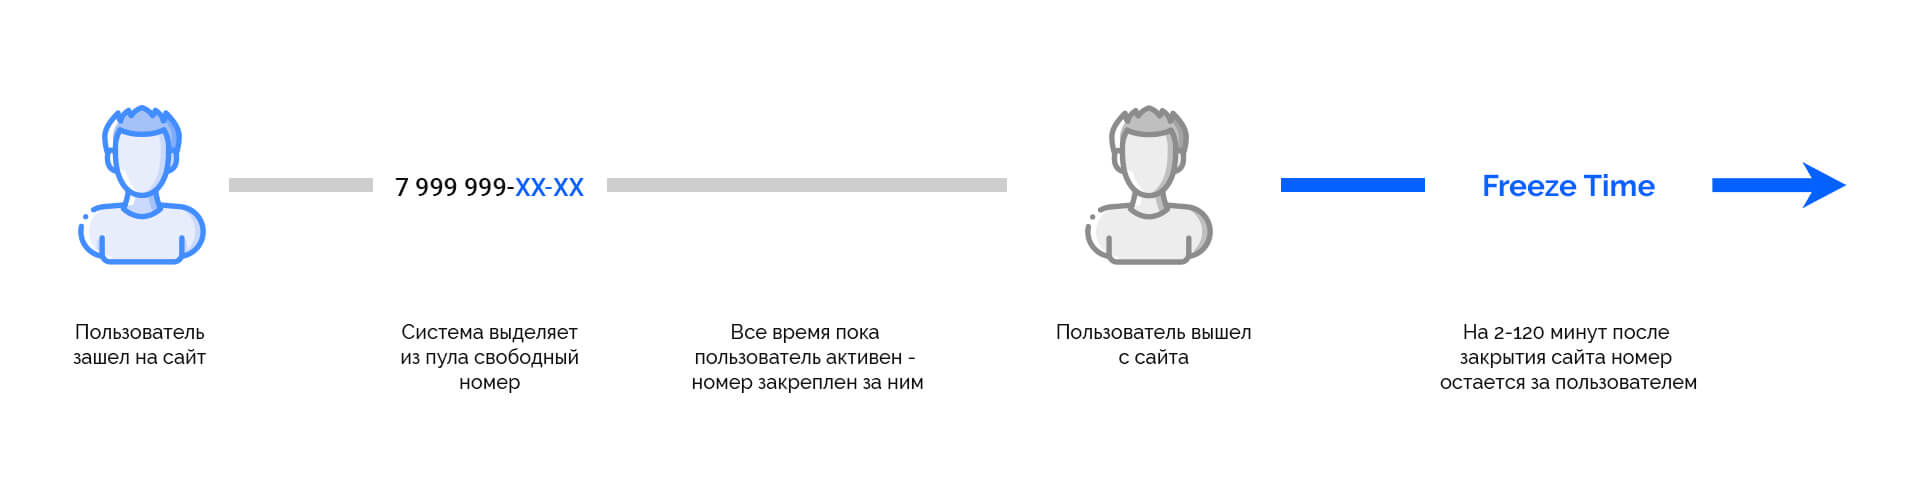 7 999 999-XX-XX
Freeze Time
Пользователь
зашел на сайт
Система выделяет
из пула свободный
номер
Все время пока
пользователь активен -
номер закреплен за ним
Пользователь вышел
с сайта
На 2-120 минут после
закрытия сайта номер
остается за пользователем